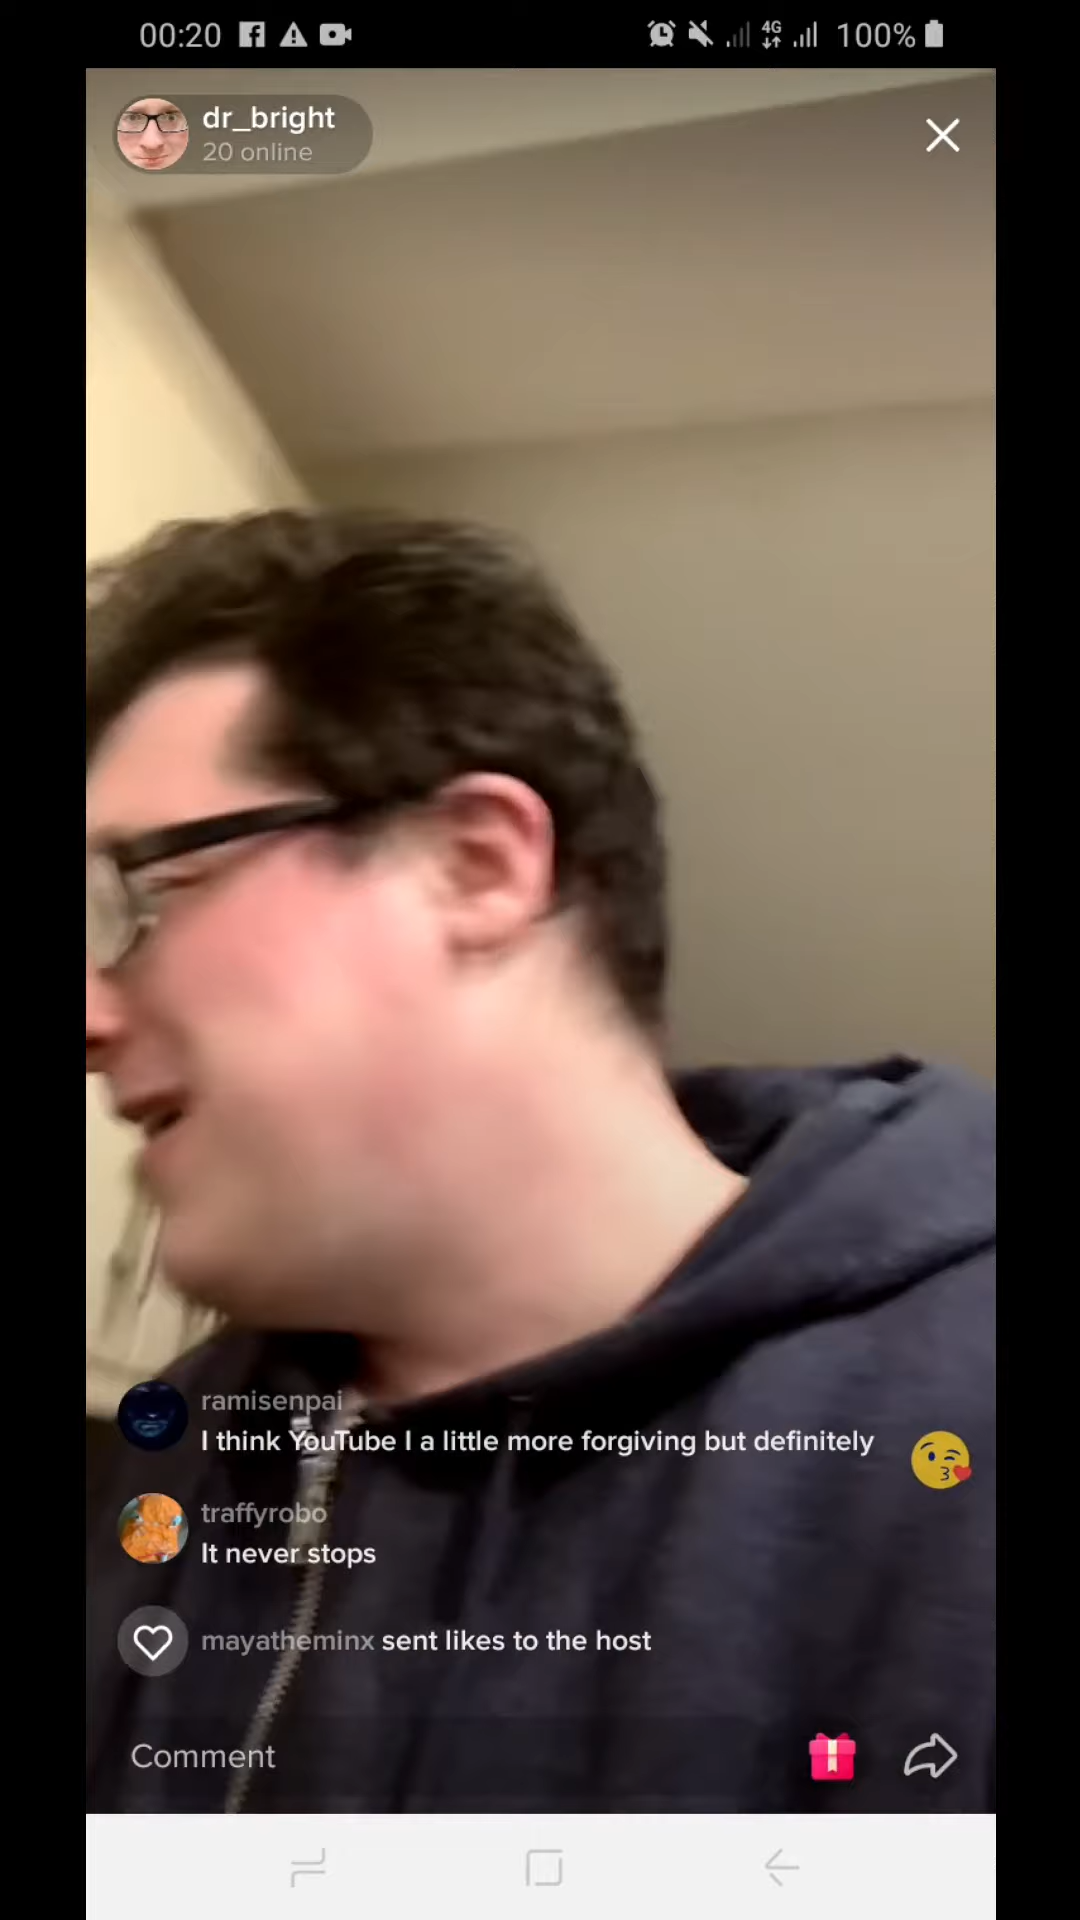 00:20
4G
100%
dr_bright
20 online
ramisenpai
I think YouTube I a little more forgiving but definitely
traffyrobo
It never stops
mayatheminx sent likes to the host
Comment